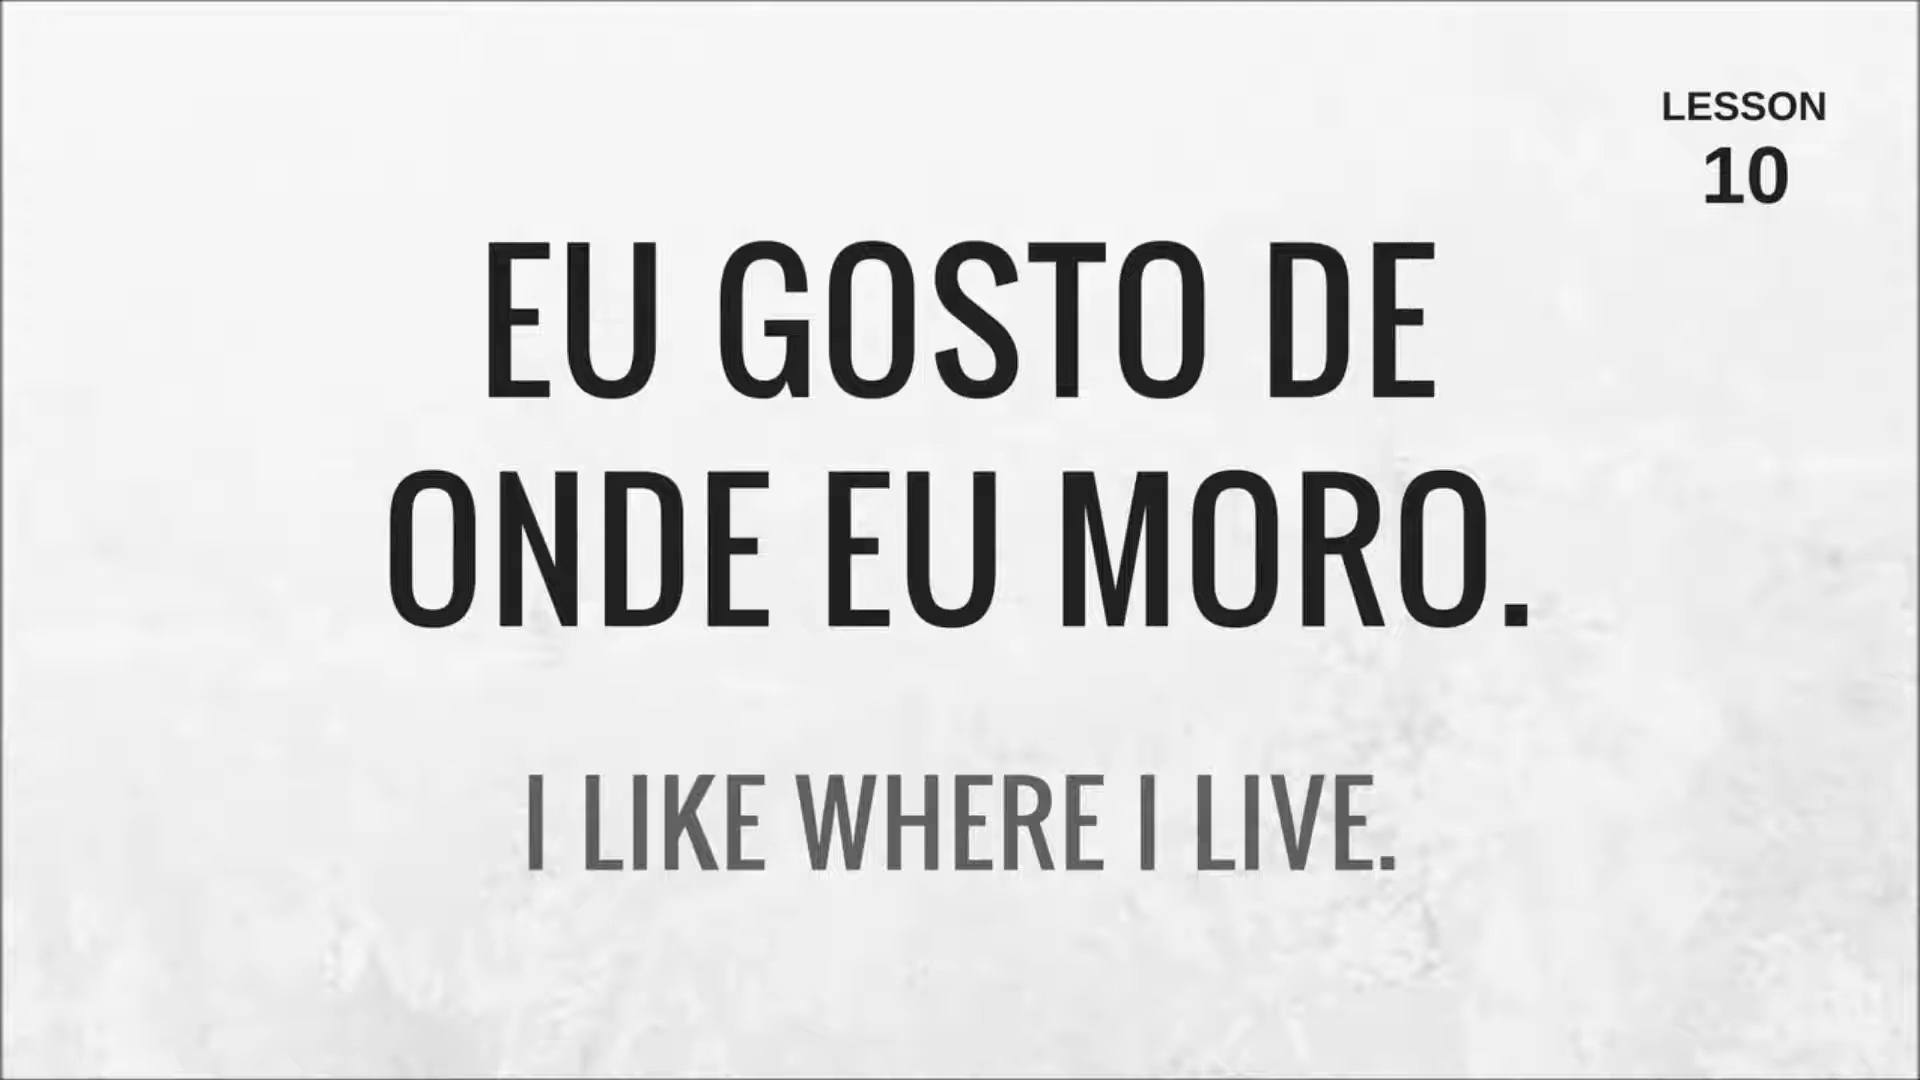 LESSON
10
EU GOSTO DE
ONDE EU MORO.
I LIKE WHERE I LIVE.